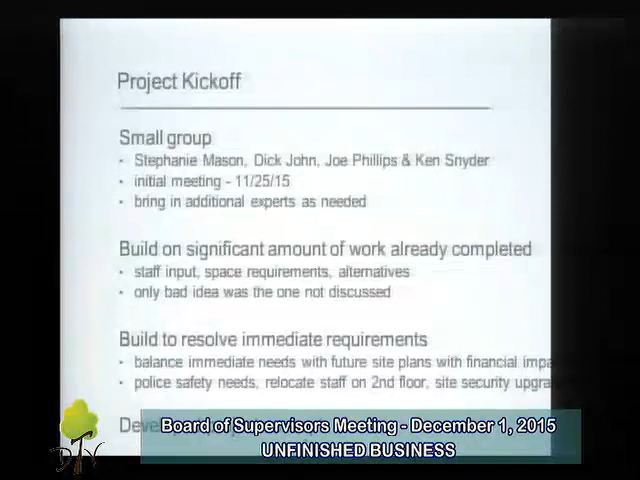 Project Kickoff
Small group
• Stephanie Mason, Dick John, Joe Phillips & Ken Snyder
• initial meeting - 11/25/15
• bring in additional experts as needed
Build on significant amount of work already completed
• staff input, space requirements, alternatives
• only bad idea was the one not discussed
Build to resolve immediate requirements
• balance immediate needs with future site plans with financial
• police safety needs, relocate staff on 2nd floor, site security
Board of Supervisors Meeting - December 1, 2015
UNFINISHED BUSINESS